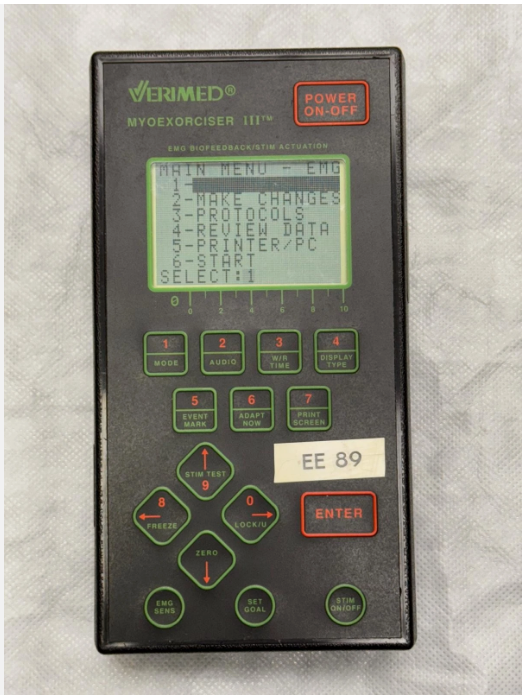 VERIMED®
POWER
ON-OFF
MYOEXORCISER III™
EMG BIOFEEDBACK/STIM ACTUATION
MAIN MENU - EMG
1-
2-MAKE CHANGES
3-PROTOCOLS
4-REVIEW DATA
5-PRINTER/PC
6-START
SELECT:1
0
0 2 4 6 8 10
1
MODE
2
AUDIO
3
W/R
TIME
4
DISPLAY
TYPE
5
EVENT
MARK
6
ADAPT
NOW
7
PRINT
SCREEN
STIM TEST
9
EE 89
8
FREEZE
0
LOCK/U
ENTER
ZERO
EMG
SENS
SET
GOAL
STIM
ON/OFF